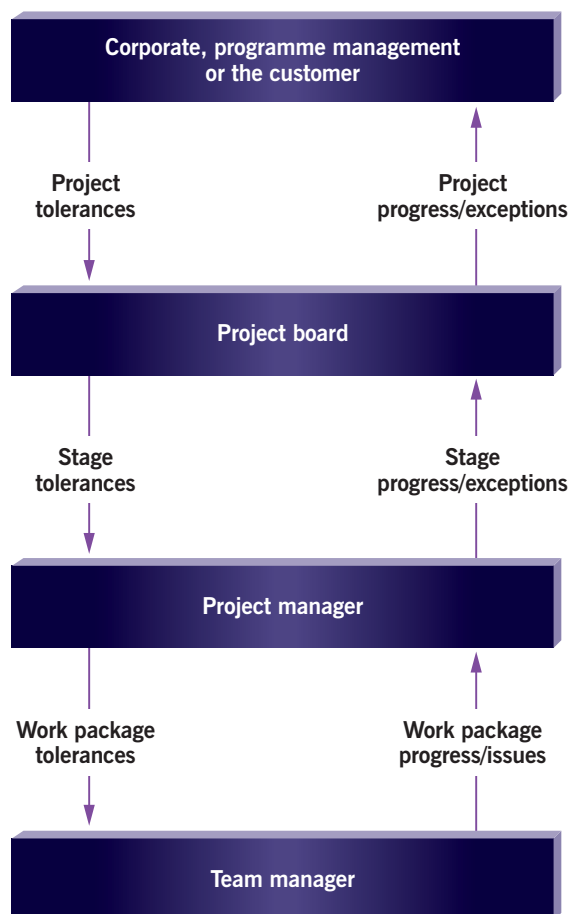 Corporate, programme management
or the customer
Project
tolerances
Project
progress/exceptions
Project board
Stage
tolerances
Stage
progress/exceptions
Project manager
Work package
tolerances
Work package
progress/issues
Team manager